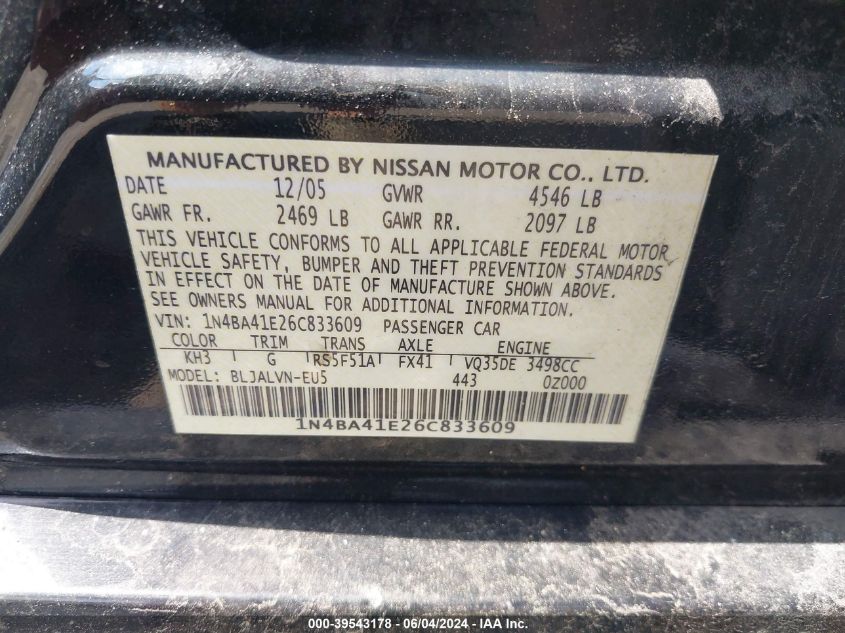 MANUFACTURED BY NISSAN MOTOR CO., LTD.
DATE 12/05 GVWR 4546 LB
GAWR FR. 2469 LB GAWR RR. 2097 LB
THIS VEHICLE CONFORMS TO ALL APPLICABLE FEDERAL MOTOR
VEHICLE SAFETY, BUMPER AND THEFT PREVENTION STANDARDS
IN EFFECT ON THE DATE OF MANUFACTURE SHOWN ABOVE.
SEE OWNERS MANUAL FOR ADDITIONAL INFORMATION.
VIN: 1N4BA41E26C833609 PASSENGER CAR
COLOR TRIM TRANS AXLE ENGINE
KH3 G RS5F51A FX41 VQ35DE 3498CC
MODEL: BLJALVN-EU5 443 0Z000
1N4BA41E26C833609
000-39543178 - 06/04/2024 - IAA Inc.